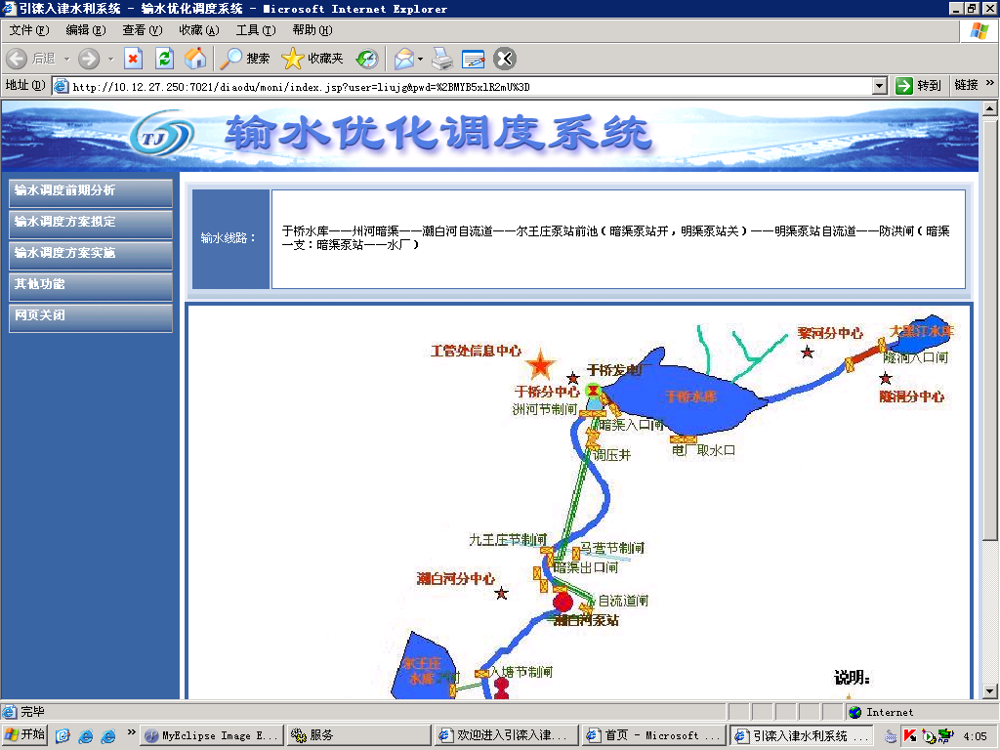 引滦入津水利系统 - 输水优化调度系统 - Microsoft Internet Explorer
文件(F) 编辑(E) 查看(V) 收藏(A) 工具(T) 帮助(H)
后退 搜索 收藏夹
地址(D) http://10.12.27.250:7021/diaodu/moni/index.jsp?user=liujg&pwd=%2BMYB5xlR2mU%3D 转到 链接 »
TJ 输水优化调度系统
输水调度前期分析
输水调度方案拟定
输水调度方案实施
其他功能
网页关闭
输水线路：
于桥水库——州河暗渠——潮白河自流道——尔王庄泵站前池(暗渠泵站开，明渠泵站关)——明渠泵站自流道——防洪闸(暗渠
一支：暗渠泵站——水厂)
大黑汀水库
黎河分中心
隧洞入口闸
隧洞分中心
工管处信息中心
于桥发电厂
于桥分中心
于桥水库
洲河节制闸
暗渠入口闸
电厂取水口
调压井
九王庄节制闸
马营节制闸
暗渠出口闸
潮白河分中心
自流道闸
潮白河泵站
尔王庄
水库
入塘节制闸
说明：
完毕 Internet
开始 » MyEclipse Image E... 服务 欢迎进入引滦入津... 首页 - Microsoft ... 引滦入津水利系统 ... 4:05